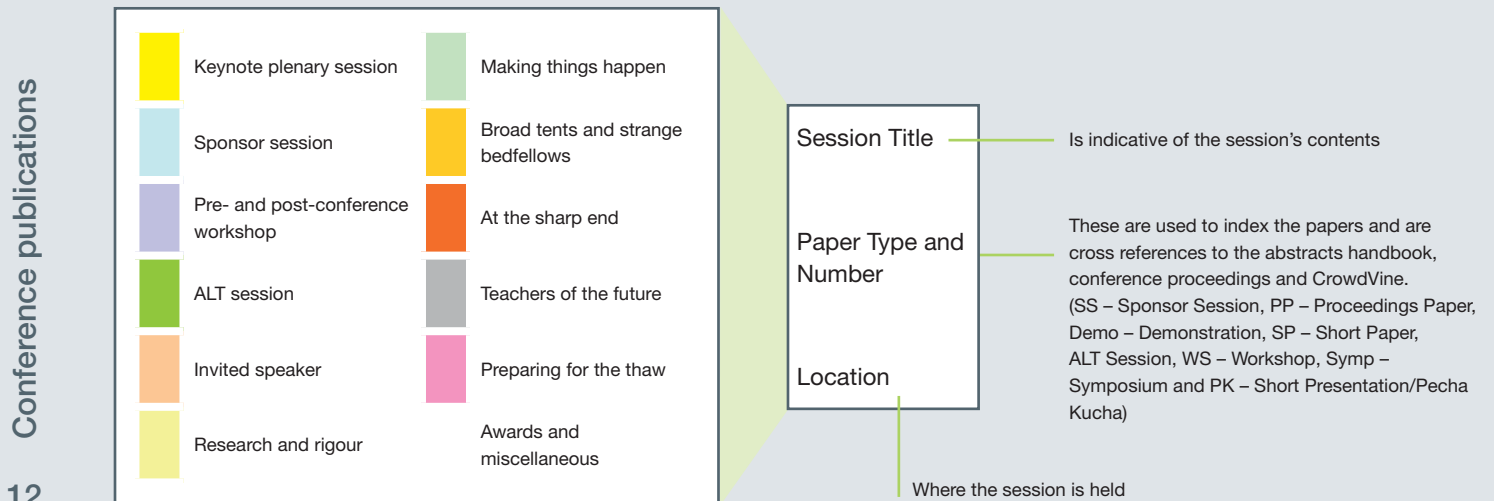 Conference publications
12
Keynote plenary session
Sponsor session
Pre- and post-conference
workshop
ALT session
Invited speaker
Research and rigour
Making things happen
Broad tents and strange
bedfellows
At the sharp end
Teachers of the future
Preparing for the thaw
Awards and
miscellaneous
Session Title
Is indicative of the session's contents
Paper Type and
Number
These are used to index the papers and are
cross references to the abstracts handbook,
conference proceedings and CrowdVine.
(SS – Sponsor Session, PP – Proceedings Paper,
Demo – Demonstration, SP – Short Paper,
ALT Session, WS – Workshop, Symp –
Symposium and PK – Short Presentation/Pecha
Kucha)
Location
Where the session is held